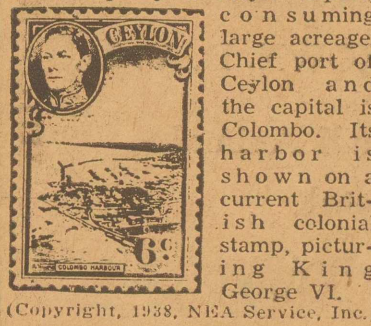 CEYLON
6c
COLOMBO HARBOUR
consuming
large acreage
Chief port of
Ceylon and
the capital is
Colombo. Its
harbor is
shown on a
current Brit-
ish colonial
stamp, pictur-
ing King
George VI.
(Copyright, 1938, NEA Service, Inc.